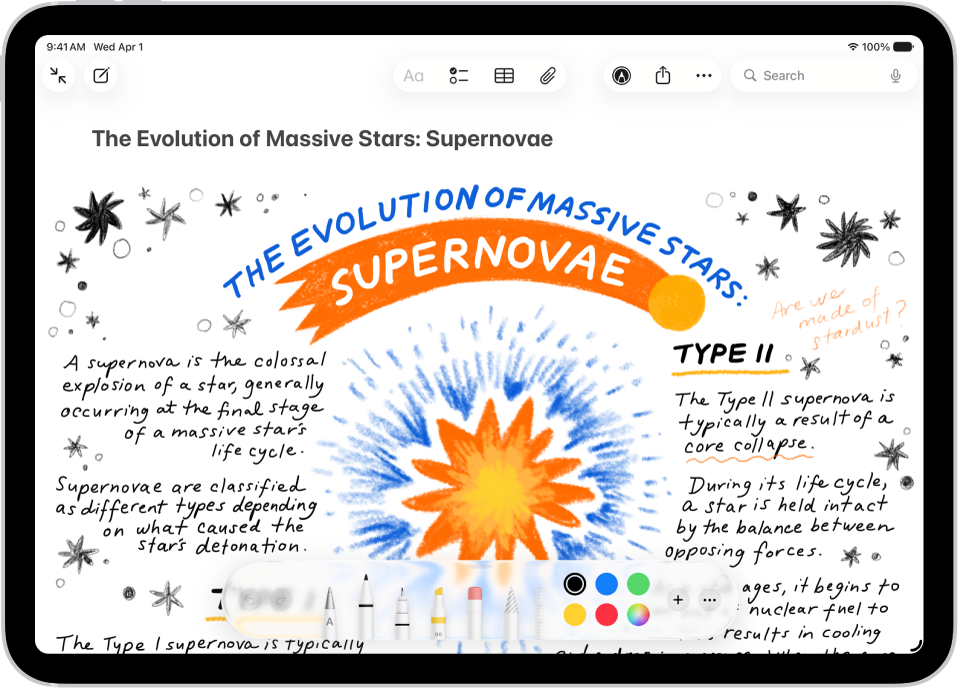 9:41 AM Wed Apr 1
100%
Aa
Search
The Evolution of Massive Stars: Supernovae
THE EVOLUTION OF MASSIVE STARS:
SUPERNOVAE
Are we
made of
stardust?
A supernova is the colossal
explosion of a star, generally
occurring at the final stage
of a massive star's
life cycle.
Supernovae are classified
as different types depending
on what caused the
star's detonation.
The Type I supernova is typically
TYPE II
The Type II supernova is
typically a result of a
core collapse.
During its life cycle,
a star is held intact
by the balance between
opposing forces.
ages, it begins to
nuclear fuel to
results in cooling
A
80